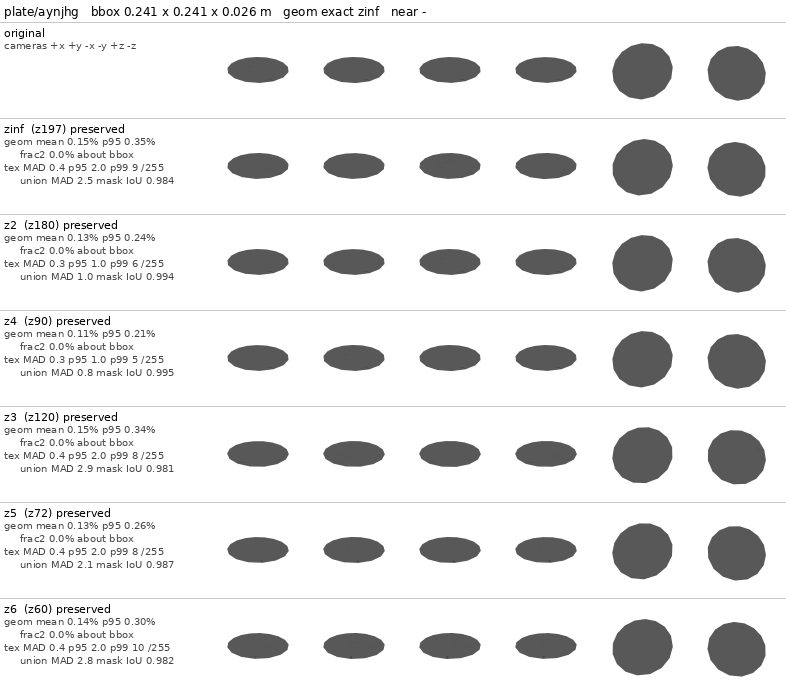 plate/aynjhg bbox 0.241 x 0.241 x 0.026 m geom exact zinf near -
original
cameras +x +y -x -y +z -z
zinf (z197) preserved
geom mean 0.15% p95 0.35%
frac2 0.0% about bbox
tex MAD 0.4 p95 2.0 p99 9 /255
union MAD 2.5 mask IoU 0.984
z2 (z180) preserved
geom mean 0.13% p95 0.24%
frac2 0.0% about bbox
tex MAD 0.3 p95 1.0 p99 6 /255
union MAD 1.0 mask IoU 0.994
z4 (z90) preserved
geom mean 0.11% p95 0.21%
frac2 0.0% about bbox
tex MAD 0.3 p95 1.0 p99 5 /255
union MAD 0.8 mask IoU 0.995
z3 (z120) preserved
geom mean 0.15% p95 0.34%
frac2 0.0% about bbox
tex MAD 0.4 p95 2.0 p99 8 /255
union MAD 2.9 mask IoU 0.981
z5 (z72) preserved
geom mean 0.13% p95 0.26%
frac2 0.0% about bbox
tex MAD 0.4 p95 2.0 p99 8 /255
union MAD 2.1 mask IoU 0.987
z6 (z60) preserved
geom mean 0.14% p95 0.30%
frac2 0.0% about bbox
tex MAD 0.4 p95 2.0 p99 10 /255
union MAD 2.8 mask IoU 0.982